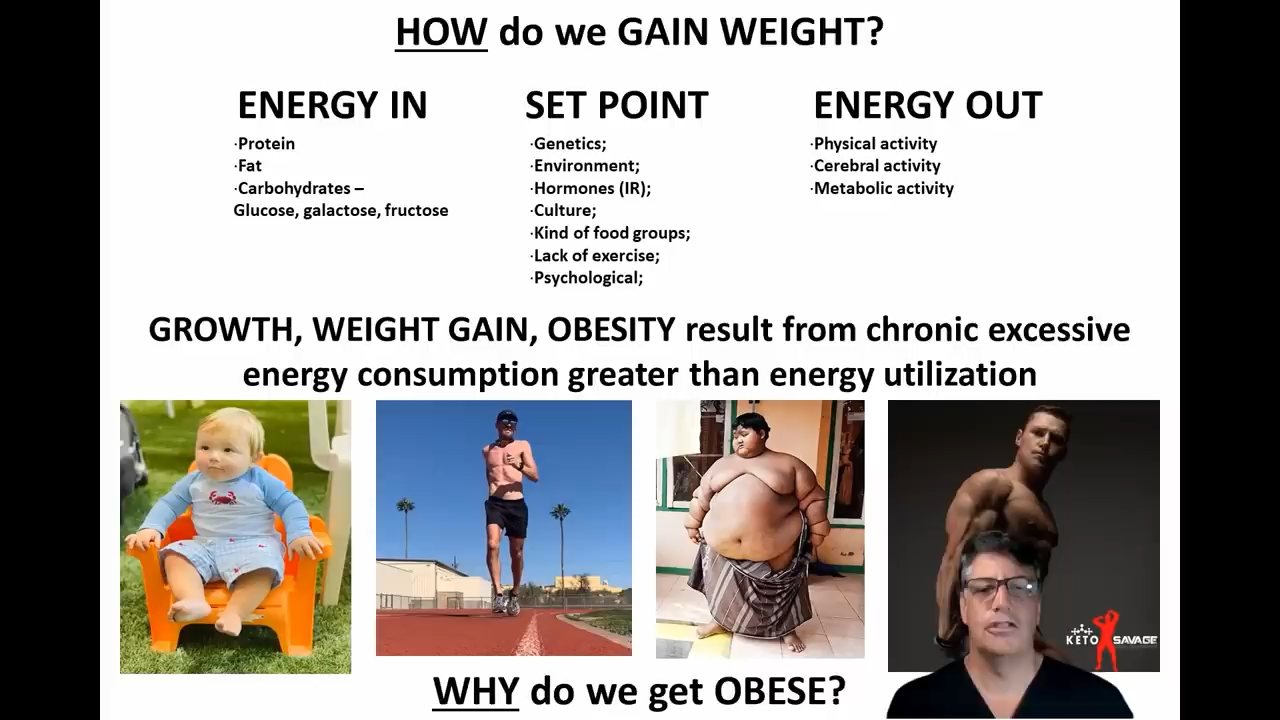 HOW do we GAIN WEIGHT?
ENERGY IN
·Protein
·Fat
·Carbohydrates –
Glucose, galactose, fructose
SET POINT
·Genetics;
·Environment;
·Hormones (IR);
·Culture;
·Kind of food groups;
·Lack of exercise;
·Psychological;
ENERGY OUT
·Physical activity
·Cerebral activity
·Metabolic activity
GROWTH, WEIGHT GAIN, OBESITY result from chronic excessive
energy consumption greater than energy utilization
KETO SAVAGE
WHY do we get OBESE?